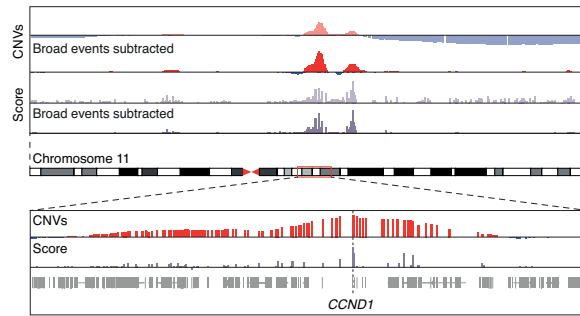 CNVs
Broad events subtracted
Score
Broad events subtracted
Chromosome 11
CNVs
Score
CCND1